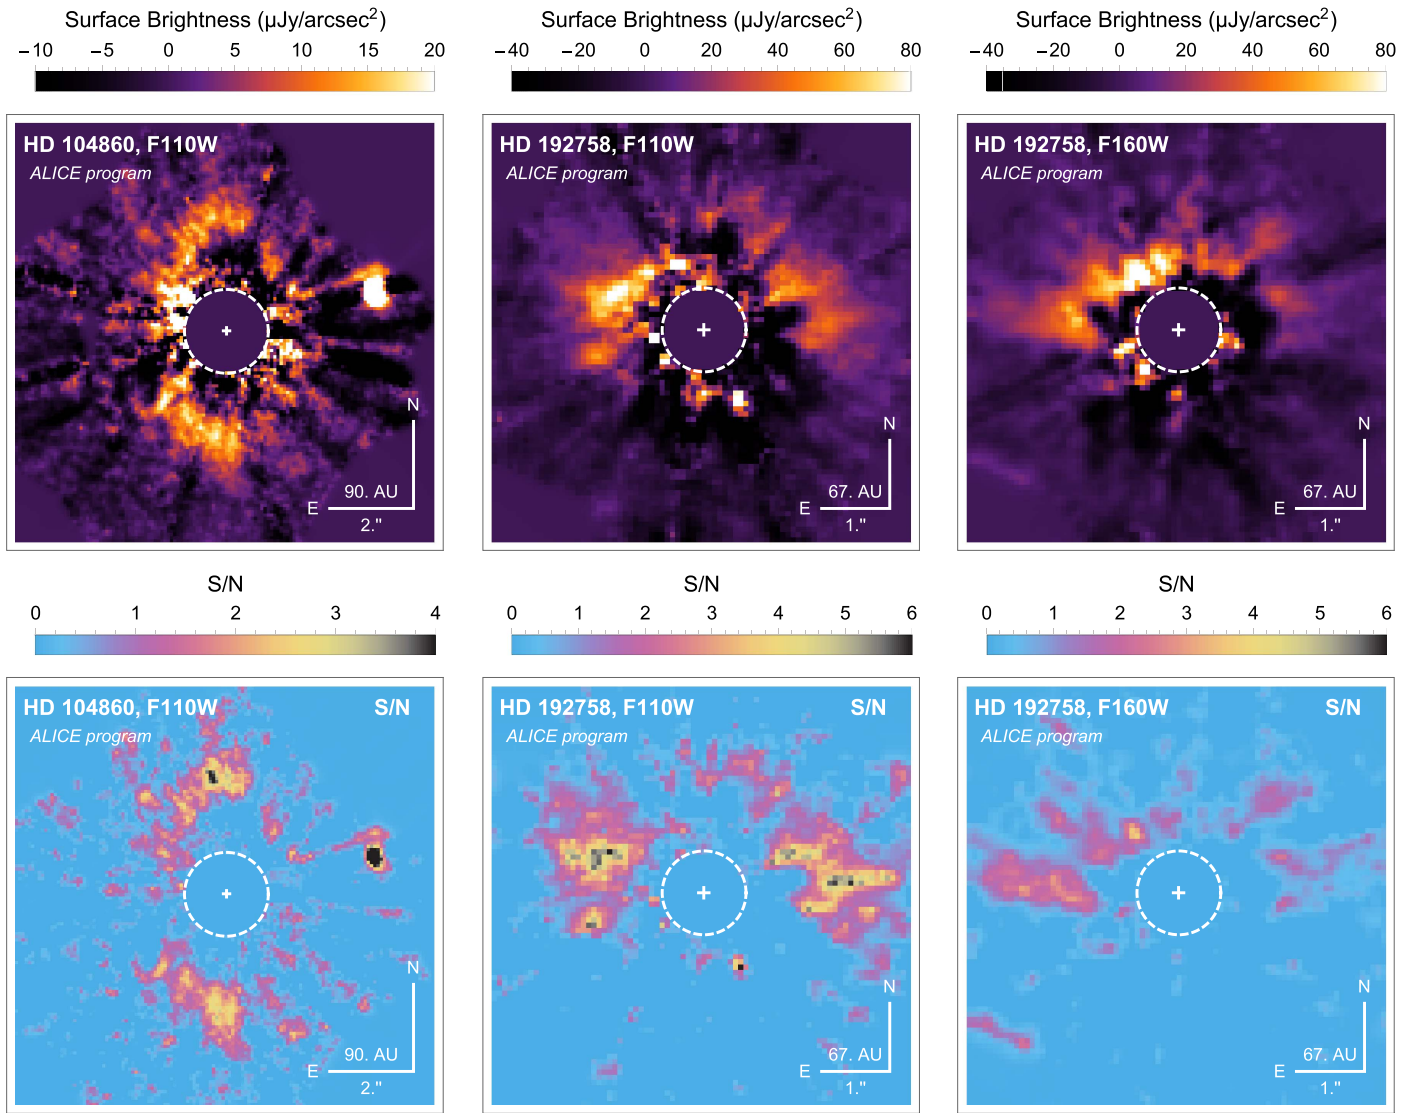 Surface Brightness (µJy/arcsec²)
−10 0 5 10 15 20
Surface Brightness (µJy/arcsec²)
−40 0 20 40 60 80
Surface Brightness (µJy/arcsec²)
−40 0 20 40 60 80
HD 104860, F110W
ALICE program
N
90. AU
E
2."
HD 192758, F110W
ALICE program
N
67. AU
E
1."
HD 192758, F160W
ALICE program
N
67. AU
E
1."
S/N
0 1 2 3 4
S/N
0 1 2 3 4 5 6
S/N
0 1 2 3 4 5 6
HD 104860, F110W S/N
ALICE program
N
90. AU
E
2."
HD 192758, F110W S/N
ALICE program
N
67. AU
E
1."
HD 192758, F160W S/N
ALICE program
N
67. AU
E
1."